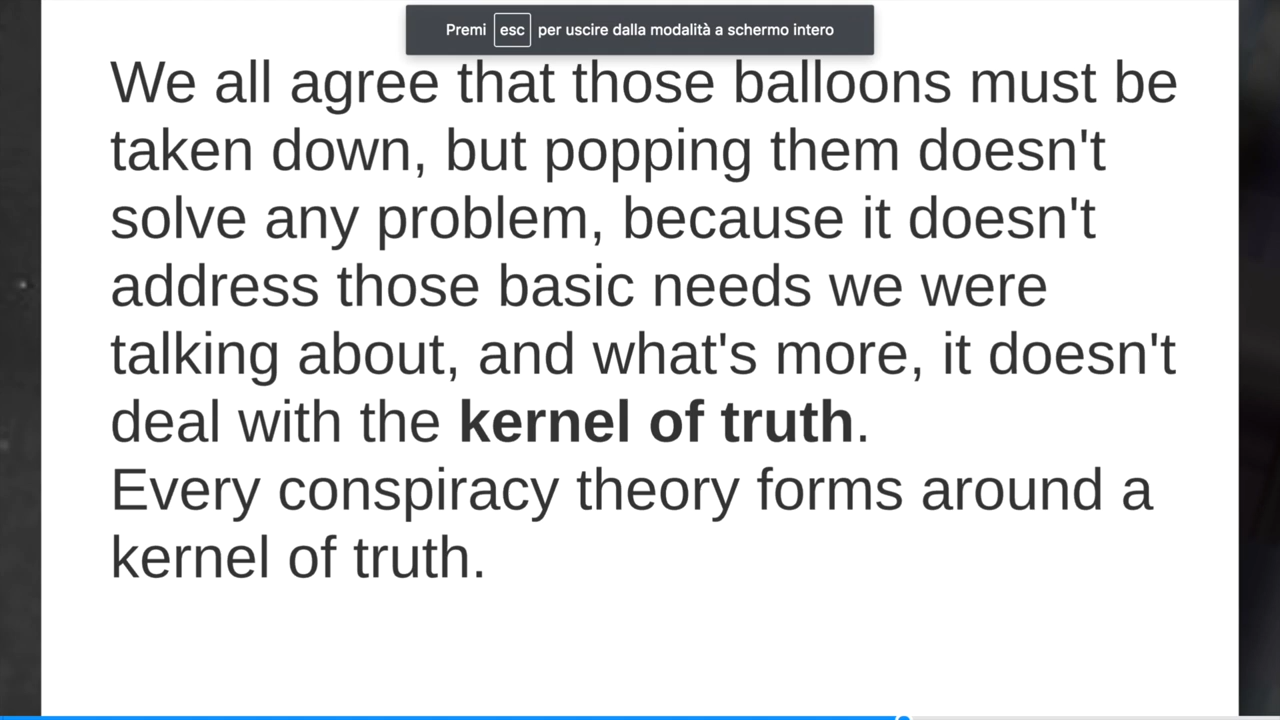 Premi esc per uscire dalla modalità a schermo intero
We all agree that those balloons must be
taken down, but popping them doesn't
solve any problem, because it doesn't
address those basic needs we were
talking about, and what's more, it doesn't
deal with the kernel of truth.
Every conspiracy theory forms around a
kernel of truth.